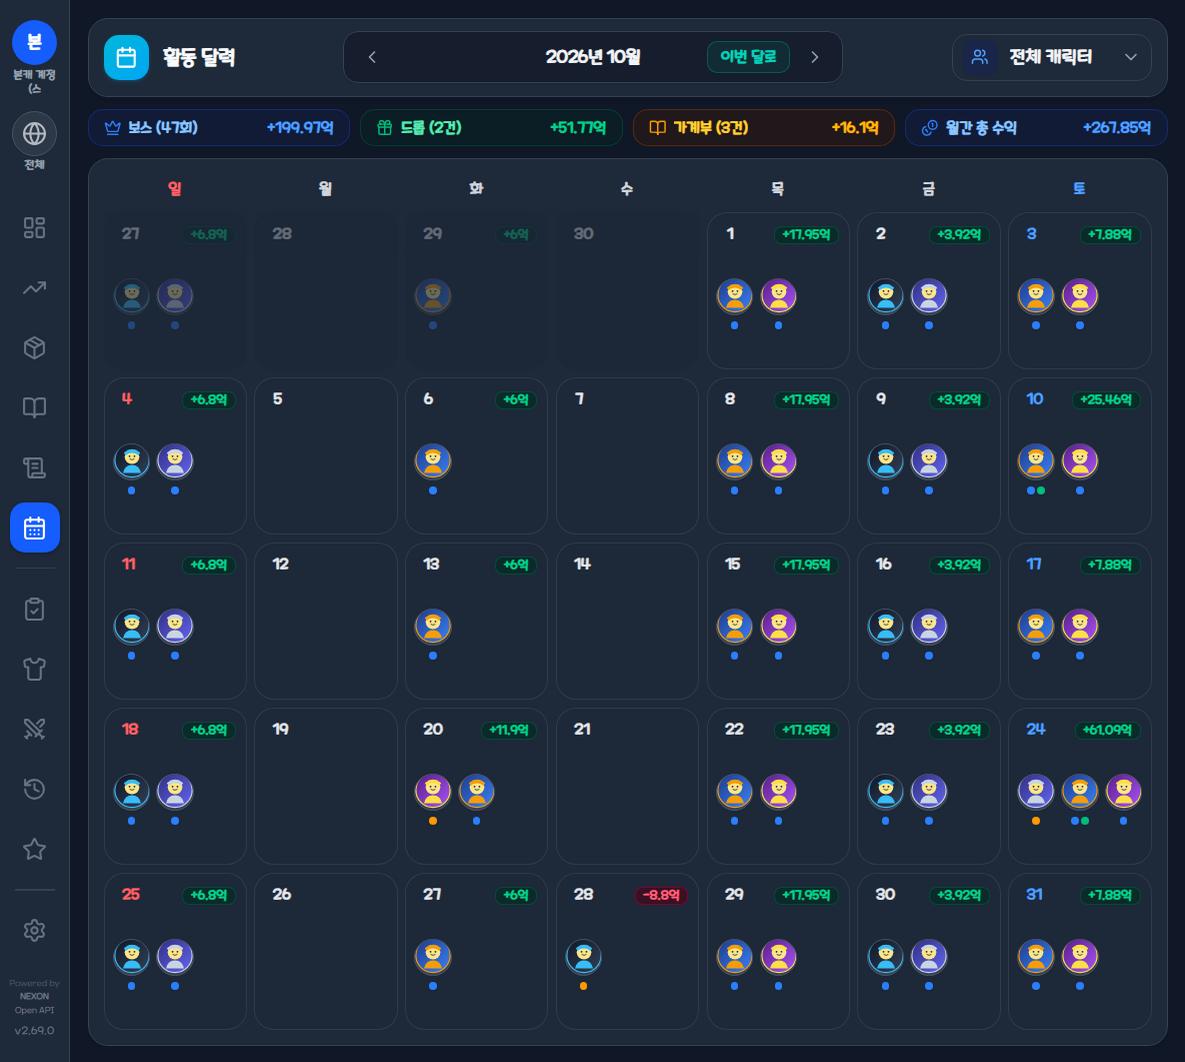 본
본캐 계정
(스
전체
Powered by
NEXON
Open API
v2.69.0
활동 달력
2026년 10월
이번 달로
전체 캐릭터
보스 (47회) +199.97억
드롭 (2건) +51.77억
가계부 (3건) +16.1억
월간 총 수익 +267.85억
일 월 화 수 목 금 토
27 +6.8억 28 29 +6억 30 1 +17.95억 2 +3.92억 3 +7.88억
4 +6.8억 5 6 +6억 7 8 +17.95억 9 +3.92억 10 +25.46억
11 +6.8억 12 13 +6억 14 15 +17.95억 16 +3.92억 17 +7.88억
18 +6.8억 19 20 +11.9억 21 22 +17.95억 23 +3.92억 24 +61.09억
25 +6.8억 26 27 +6억 28 -8.8억 29 +17.95억 30 +3.92억 31 +7.88억